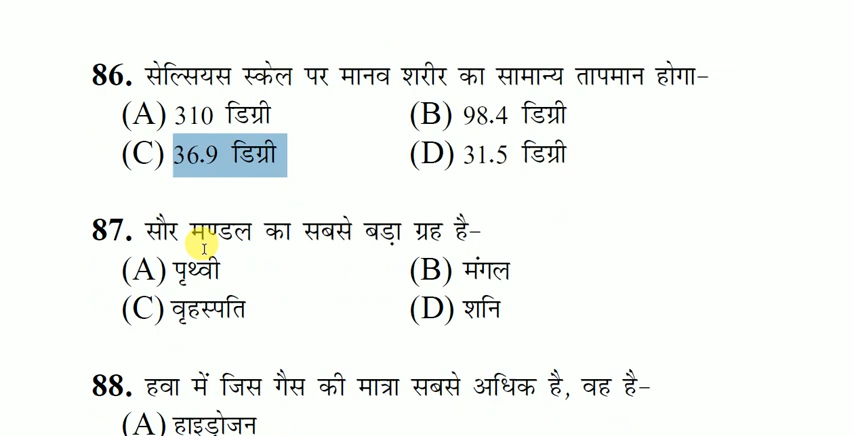 86. सेल्सियस स्केल पर मानव शरीर का सामान्य तापमान होगा–
(A) 310 डिग्री (B) 98.4 डिग्री
(C) 36.9 डिग्री (D) 31.5 डिग्री
87. सौर मण्डल का सबसे बड़ा ग्रह है–
(A) पृथ्वी (B) मंगल
(C) वृहस्पति (D) शनि
88. हवा में जिस गैस की मात्रा सबसे अधिक है, वह है–
(A) हाइड्रोजन